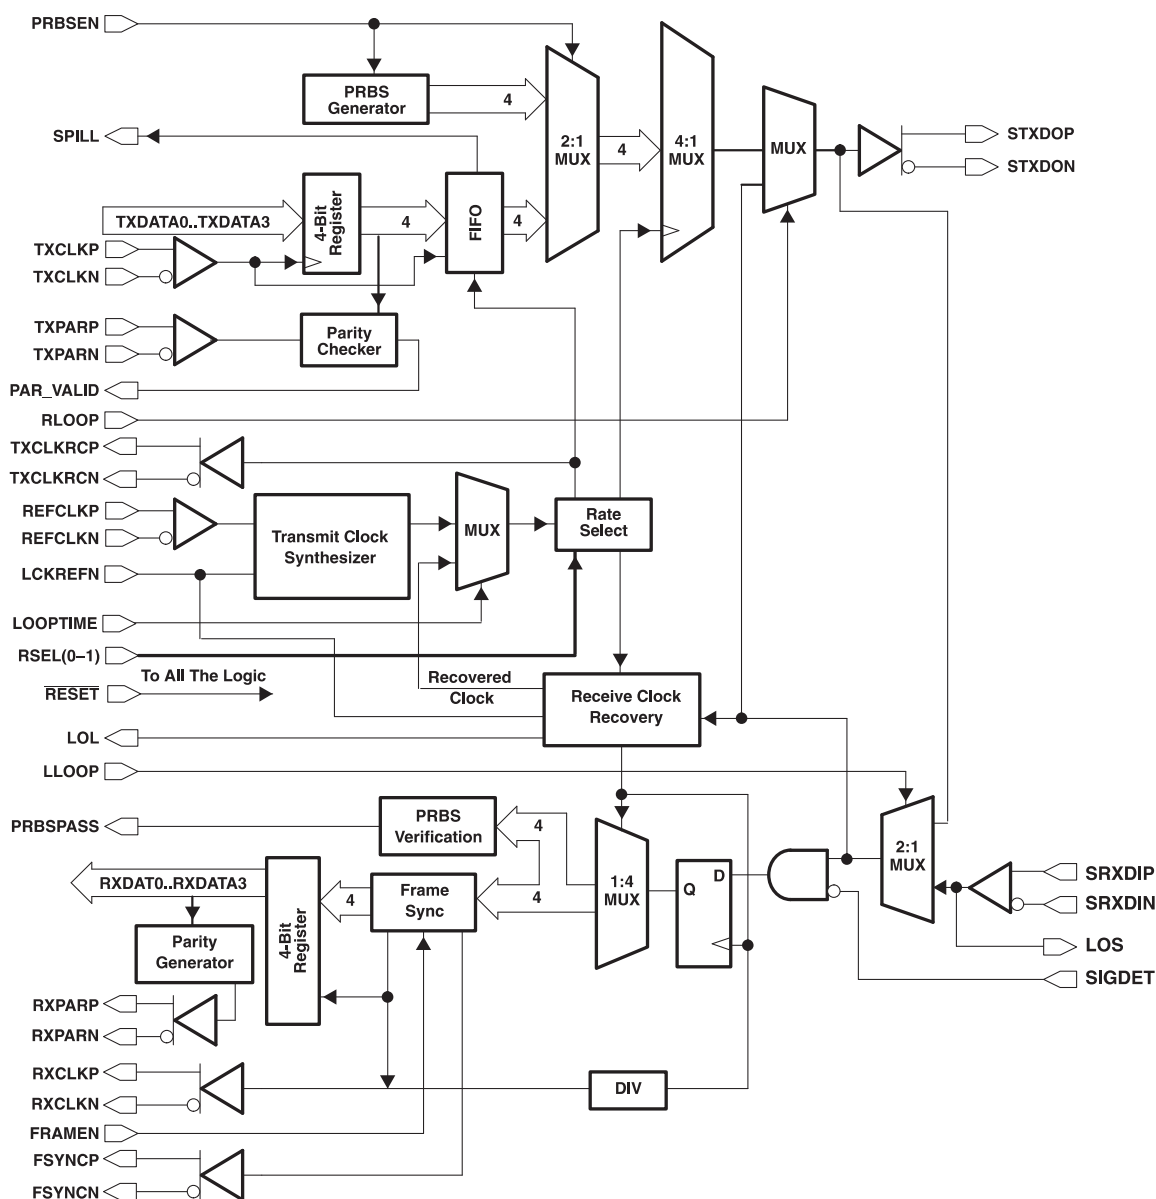 PRBSEN
PRBS
Generator
4
SPILL
2:1
MUX
4
4:1
MUX
MUX
STXDOP
STXDON
TXDATA0..TXDATA3
4-Bit
Register
4
FIFO
4
TXCLKP
TXCLKN
TXPARP
TXPARN
Parity
Checker
PAR_VALID
RLOOP
TXCLKRCP
TXCLKRCN
REFCLKP
REFCLKN
Transmit Clock
Synthesizer
MUX
Rate
Select
LCKREFN
LOOPTIME
RSEL(0–1)
To All The Logic
RESET
Recovered
Clock
Receive Clock
Recovery
LOL
LLOOP
PRBSPASS
PRBS
Verification
4
2:1
MUX
RXDAT0..RXDATA3
4-Bit
Register
4
Frame
Sync
4
1:4
MUX
Q
D
SRXDIP
SRXDIN
LOS
SIGDET
Parity
Generator
RXPARP
RXPARN
RXCLKP
RXCLKN
DIV
FRAMEN
FSYNCP
FSYNCN